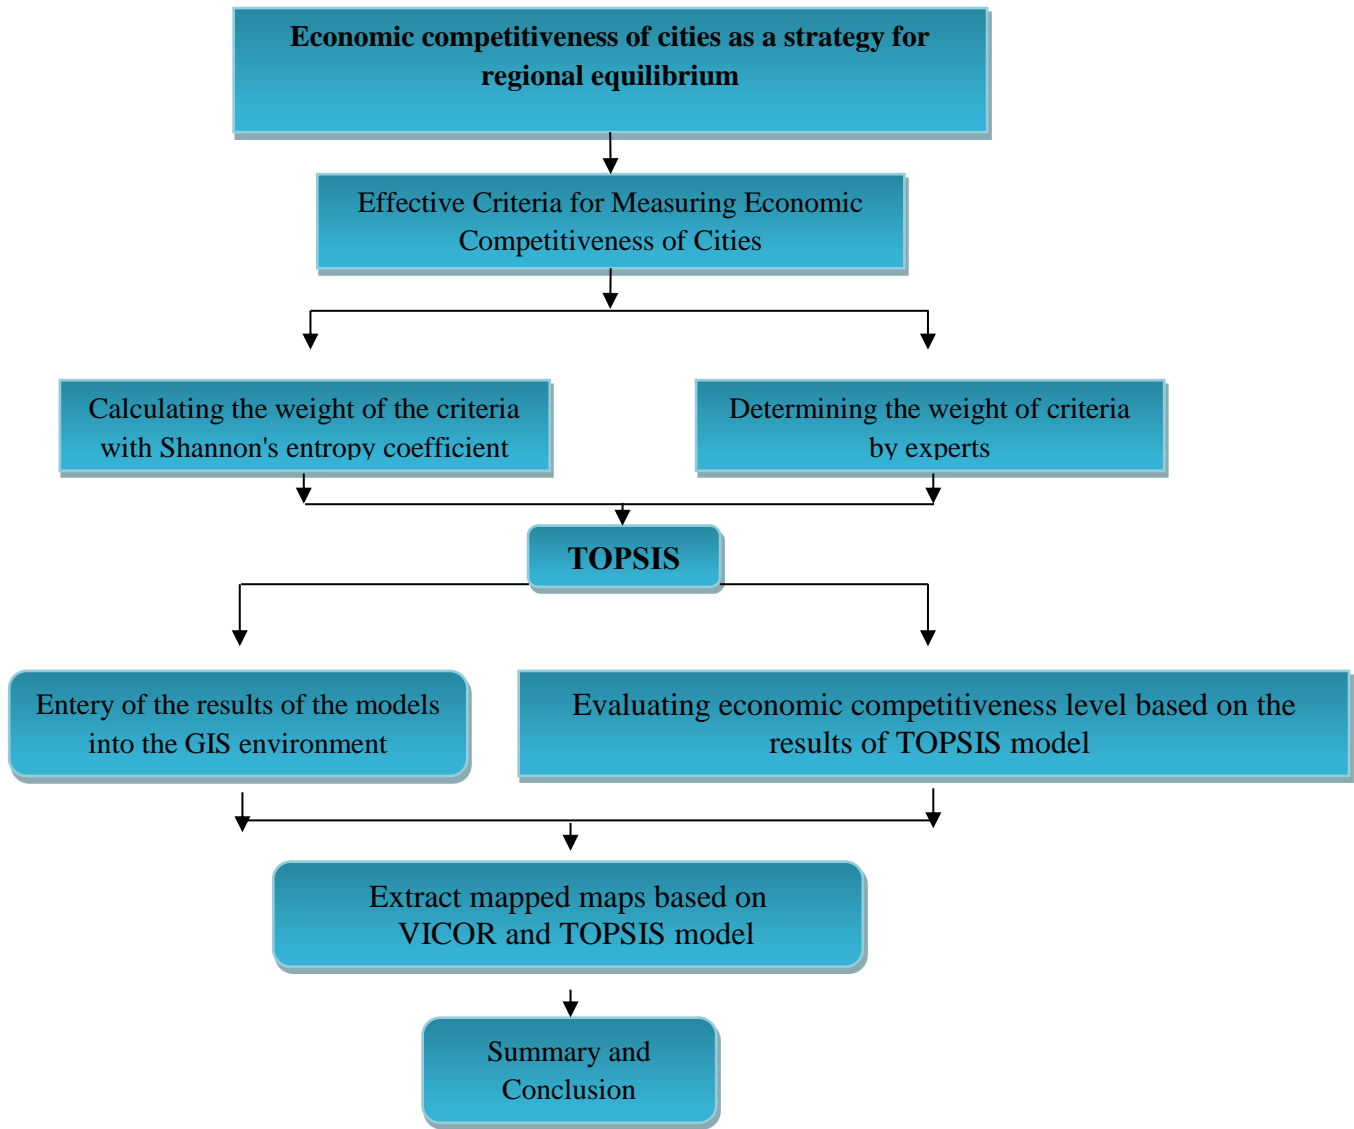 Economic competitiveness of cities as a strategy for
regional equilibrium
Effective Criteria for Measuring Economic
Competitiveness of Cities
Calculating the weight of the criteria
with Shannon's entropy coefficient
Determining the weight of criteria
by experts
TOPSIS
Entery of the results of the models
into the GIS environment
Evaluating economic competitiveness level based on the
results of TOPSIS model
Extract mapped maps based on
VICOR and TOPSIS model
Summary and
Conclusion